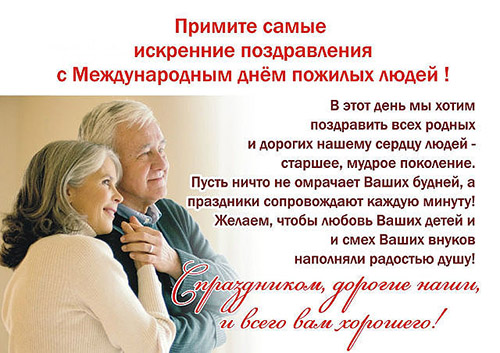 Примите самые
искренние поздравления
с Международным днём пожилых людей !
В этот день мы хотим
поздравить всех родных
и дорогих нашему сердцу людей -
старшее, мудрое поколение.
Пусть ничто не омрачает Ваших будней, а
праздники сопровождают каждую минуту!
Желаем, чтобы любовь Ваших детей и
и смех Ваших внуков
наполняли радостью душу!
С праздником, дорогие наши,
и всего вам хорошего!